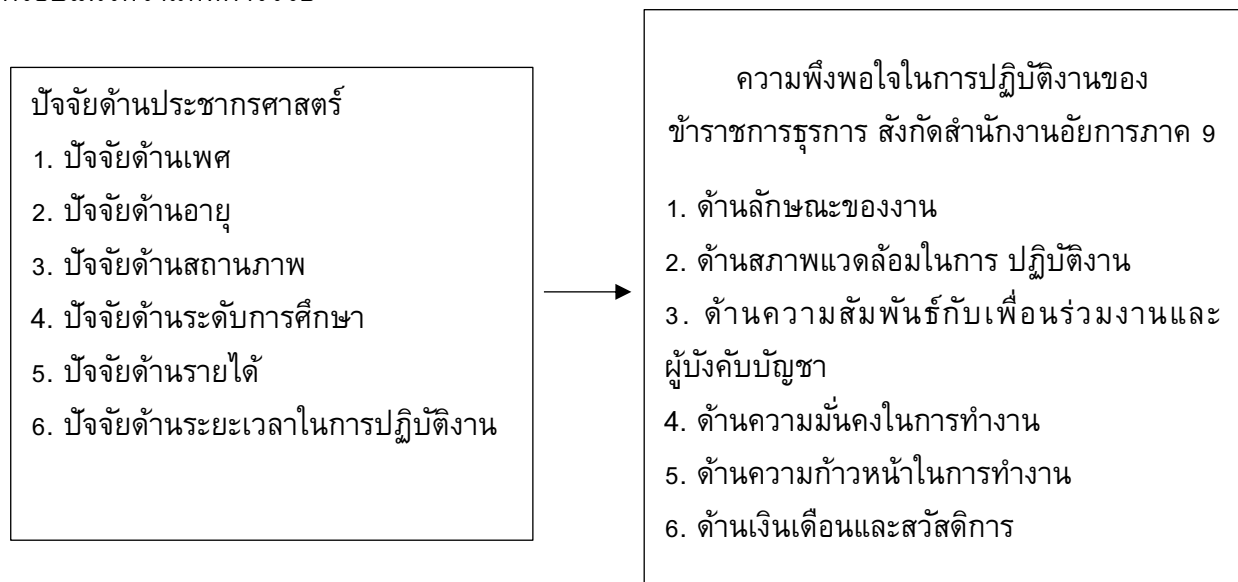 ปัจจัยด้านประชากรศาสตร์
1. ปัจจัยด้านเพศ
2. ปัจจัยด้านอายุ
3. ปัจจัยด้านสถานภาพ
4. ปัจจัยด้านระดับการศึกษา
5. ปัจจัยด้านรายได้
6. ปัจจัยด้านระยะเวลาในการปฏิบัติงาน
ความพึงพอใจในการปฏิบัติงานของ
ข้าราชการธุรการ สังกัดสำนักงานอัยการภาค 9
1. ด้านลักษณะของงาน
2. ด้านสภาพแวดล้อมในการ ปฏิบัติงาน
3. ด้านความสัมพันธ์กับเพื่อนร่วมงานและ
ผู้บังคับบัญชา
4. ด้านความมั่นคงในการทำงาน
5. ด้านความก้าวหน้าในการทำงาน
6. ด้านเงินเดือนและสวัสดิการ